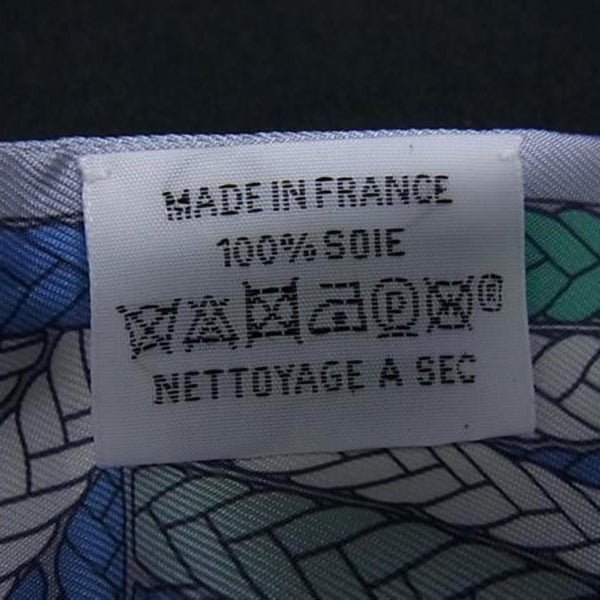 MADE IN FRANCE
100% SOIE
P ®
NETTOYAGE A SEC